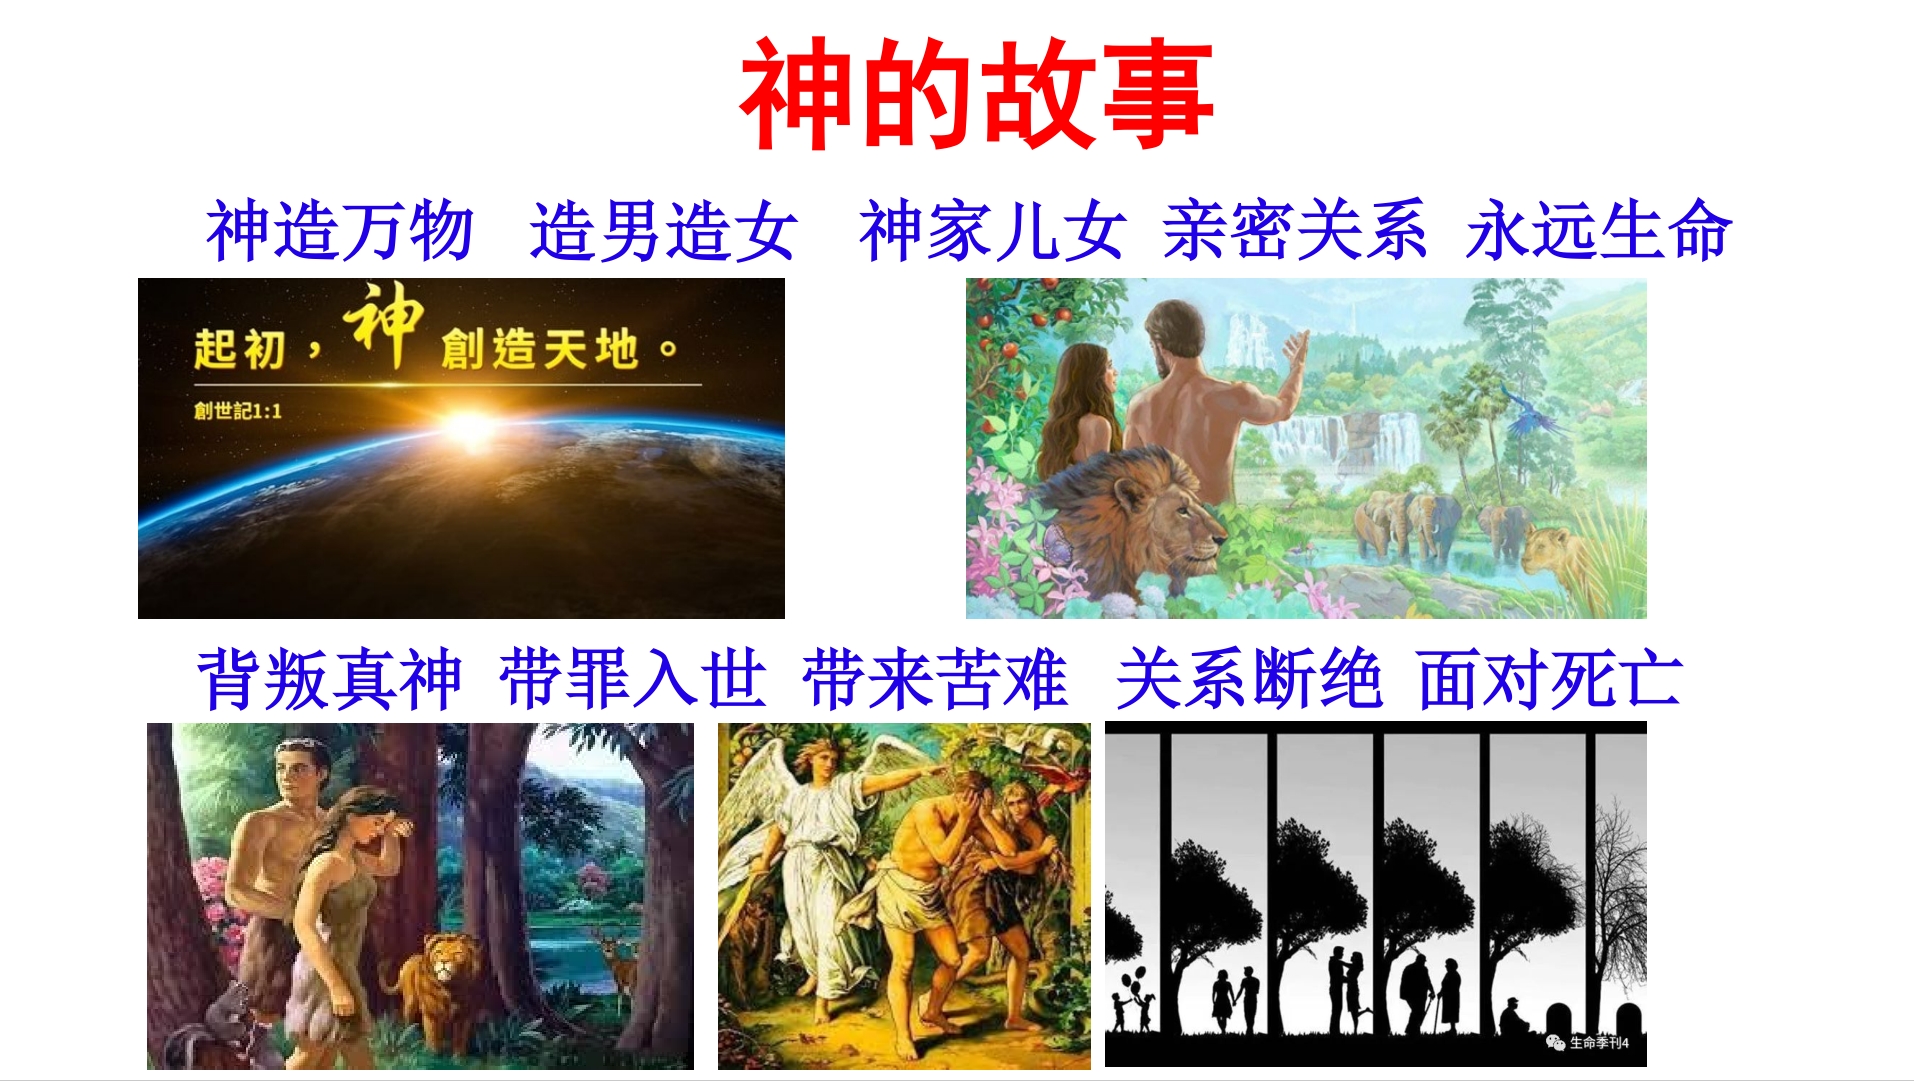 神的故事
神造万物 造男造女 神家儿女 亲密关系 永远生命
起初，神創造天地。
創世記1:1
背叛真神 带罪入世 带来苦难 关系断绝 面对死亡
生命季刊4